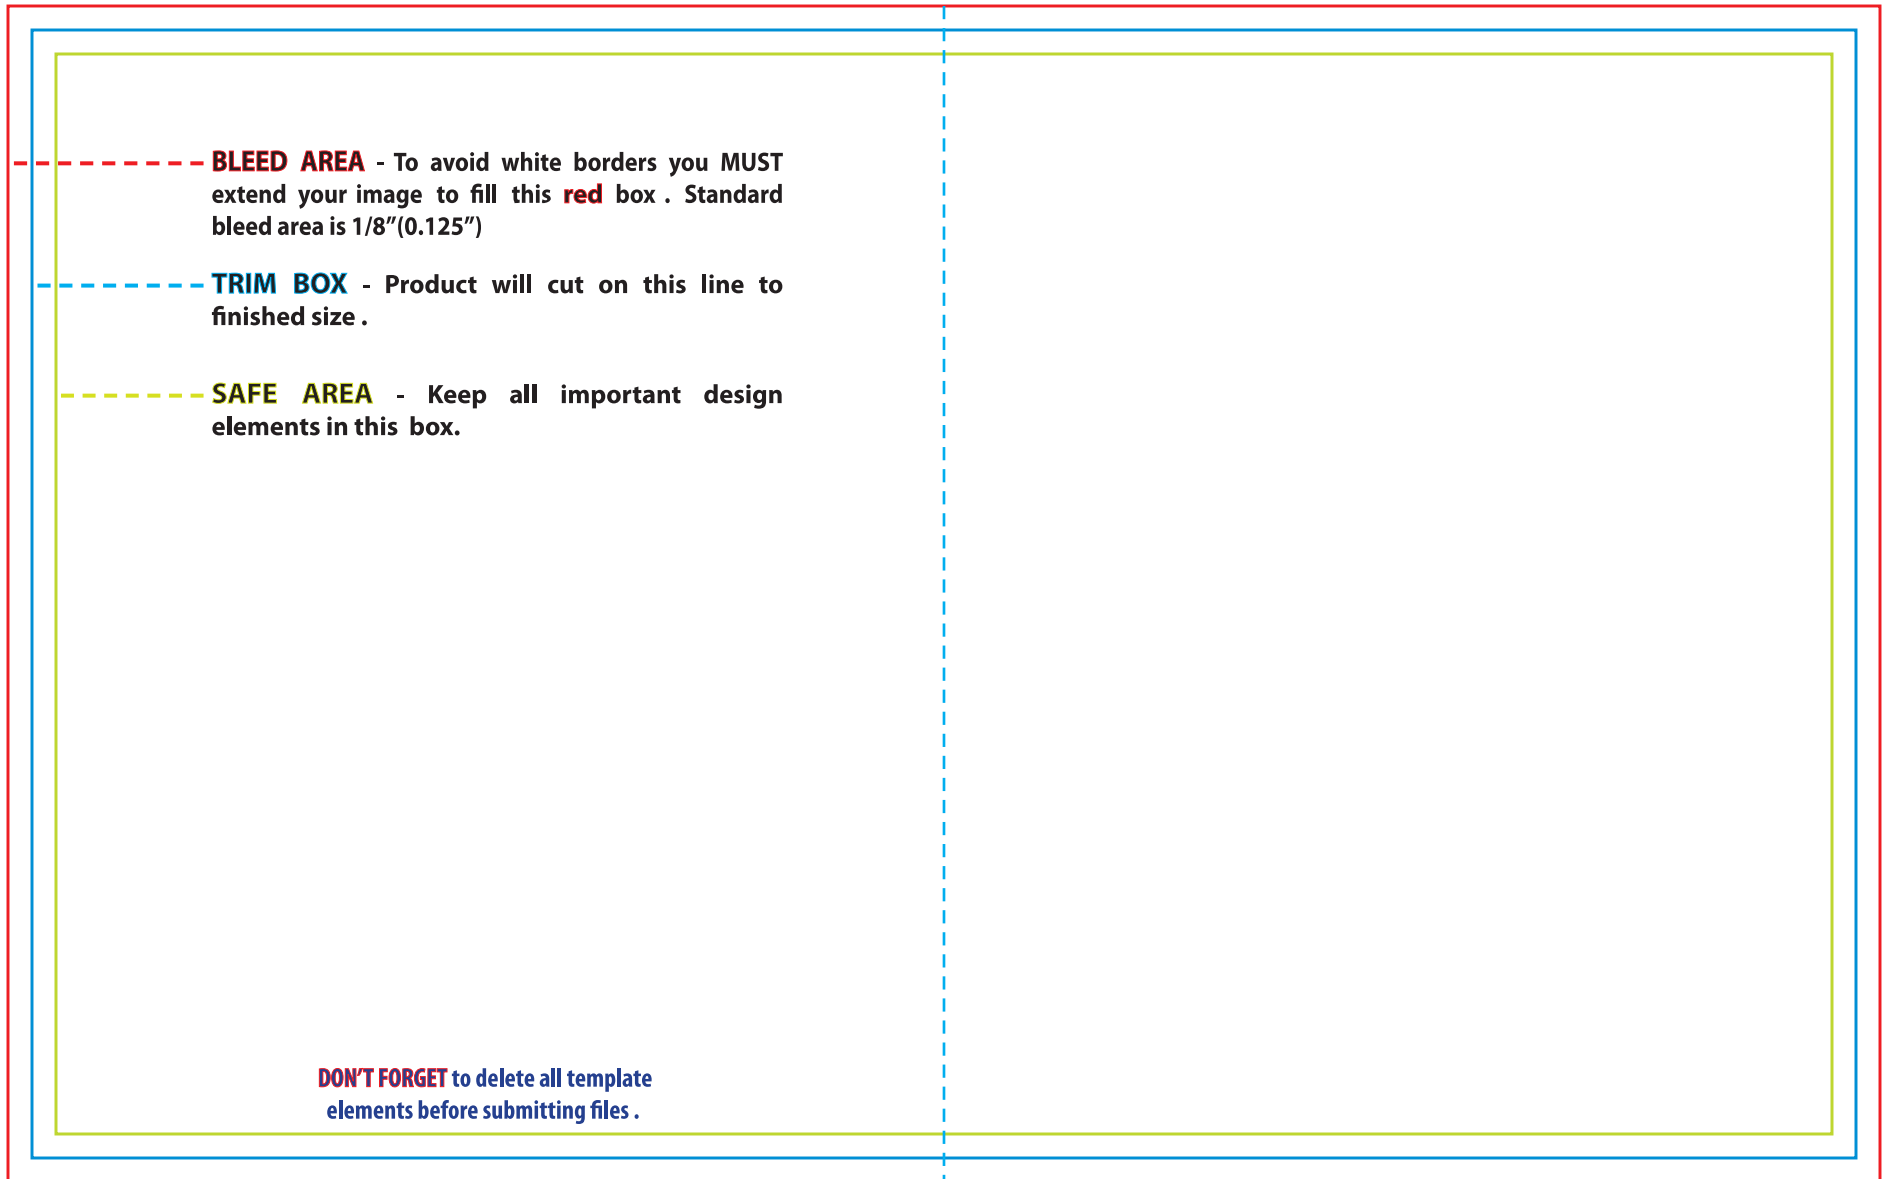 BLEED AREA - To avoid white borders you MUST
extend your image to fill this red box . Standard
bleed area is 1/8”(0.125”)
TRIM BOX - Product will cut on this line to
finished size .
SAFE AREA - Keep all important design
elements in this box.
DON’T FORGET to delete all template
elements before submitting files .